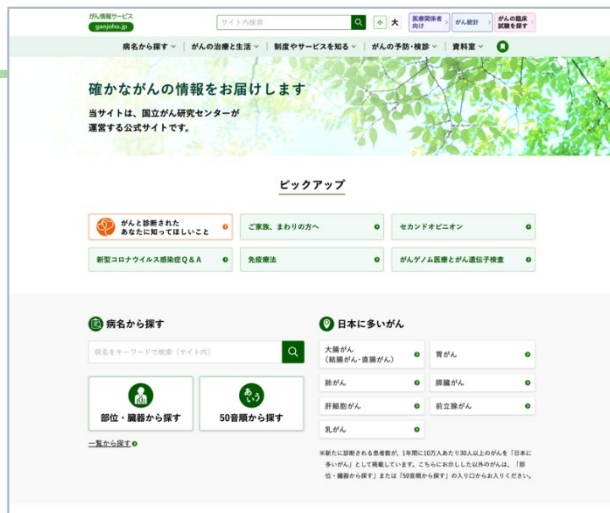 がん情報サービス
ganjoho.jp
サイト内検索
小 大
医療関係者
向け
がん統計
がんの臨床
試験を探す
病名から探す
がんの治療と生活
制度やサービスを知る
がんの予防・検診
資料室
確かながんの情報をお届けします
当サイトは、国立がん研究センターが
運営する公式サイトです。
ピックアップ
がんと診断された
あなたに知ってほしいこと
ご家族、まわりの方へ
セカンドオピニオン
新型コロナウイルス感染症Q&A
免疫療法
がんゲノム医療とがん遺伝子検査
病名から探す
病名をキーワードで検索(サイト内)
部位・臓器から探す
あいう
50音順から探す
一覧から探す
日本に多いがん
大腸がん
(結腸がん・直腸がん)
胃がん
肺がん
膵臓がん
肝細胞がん
前立腺がん
乳がん
※新たに診断される患者数が、1年間に10万人あたり30人以上のがんを「日本に
多いがん」として掲載しています。こちらにお示しした以外のがんは、「部
位・臓器から探す」または「50音順から探す」の入り口からお入りください。